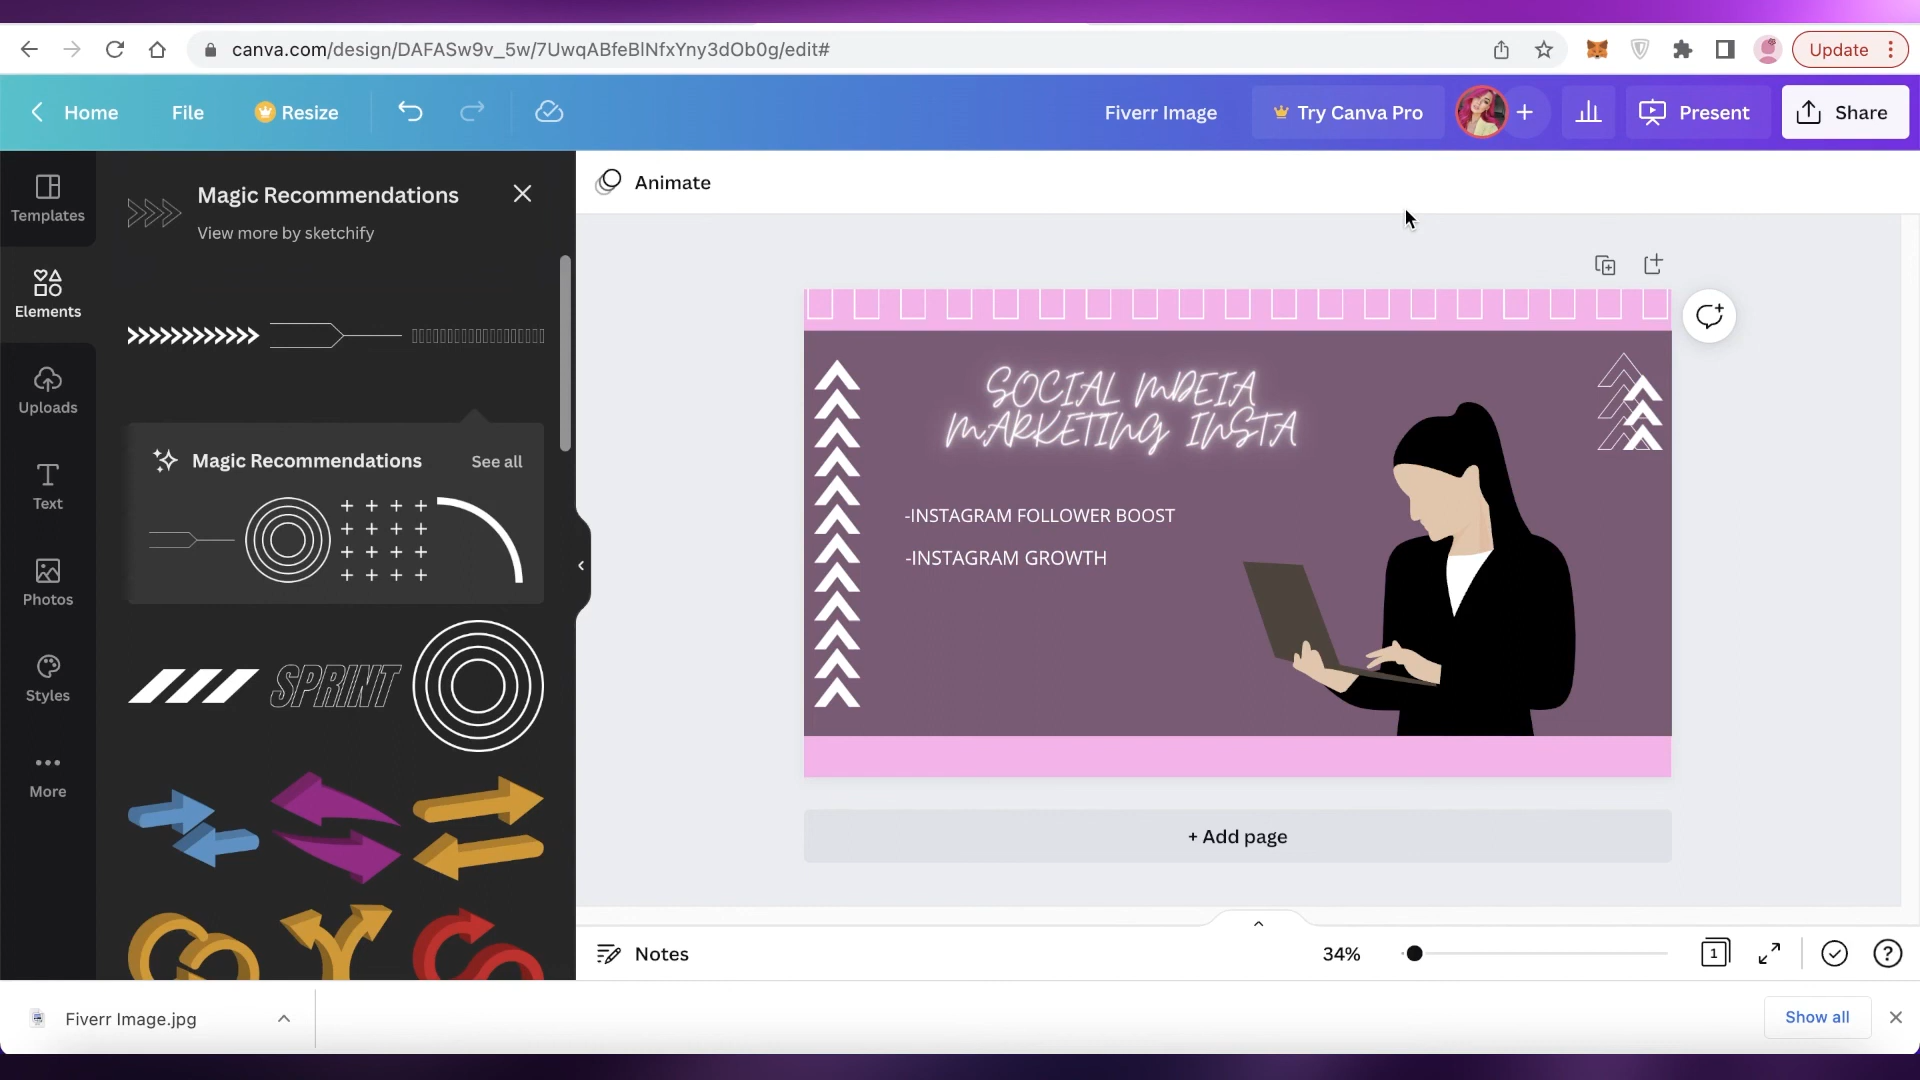 canva.com/design/DAFASw9v_5w/7UwqABfeBlNfxYny3dOb0g/edit#
Update
Home
File
Resize
Fiverr Image
Try Canva Pro
Present
Share
Templates
Elements
Uploads
Text
Photos
Styles
More
Magic Recommendations
View more by sketchify
Magic Recommendations
See all
SPRINT
Animate
SOCIAL MDEIA
MARKETING INSTA
-INSTAGRAM FOLLOWER BOOST
-INSTAGRAM GROWTH
+ Add page
Notes
34%
1
Fiverr Image.jpg
Show all